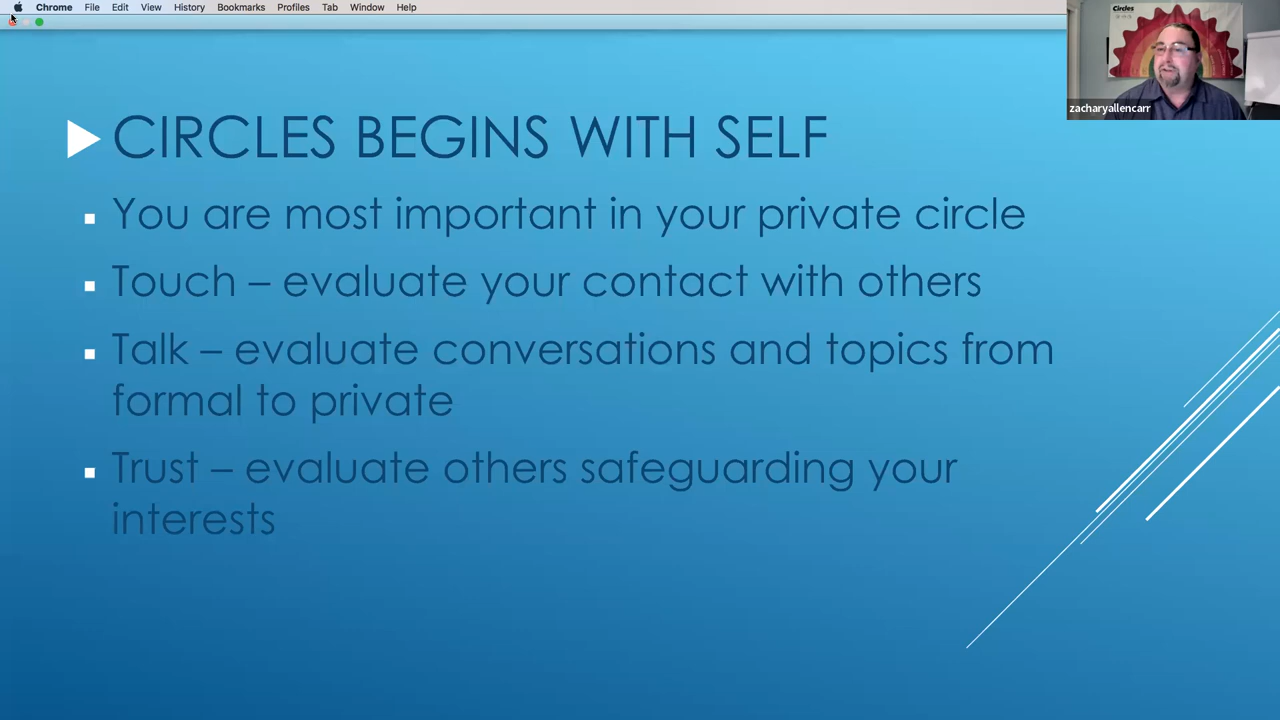 Chrome File Edit View History Bookmarks Profiles Tab Window Help
Circles
zacharyallencarr
CIRCLES BEGINS WITH SELF
You are most important in your private circle
Touch – evaluate your contact with others
Talk – evaluate conversations and topics from
formal to private
Trust – evaluate others safeguarding your
interests